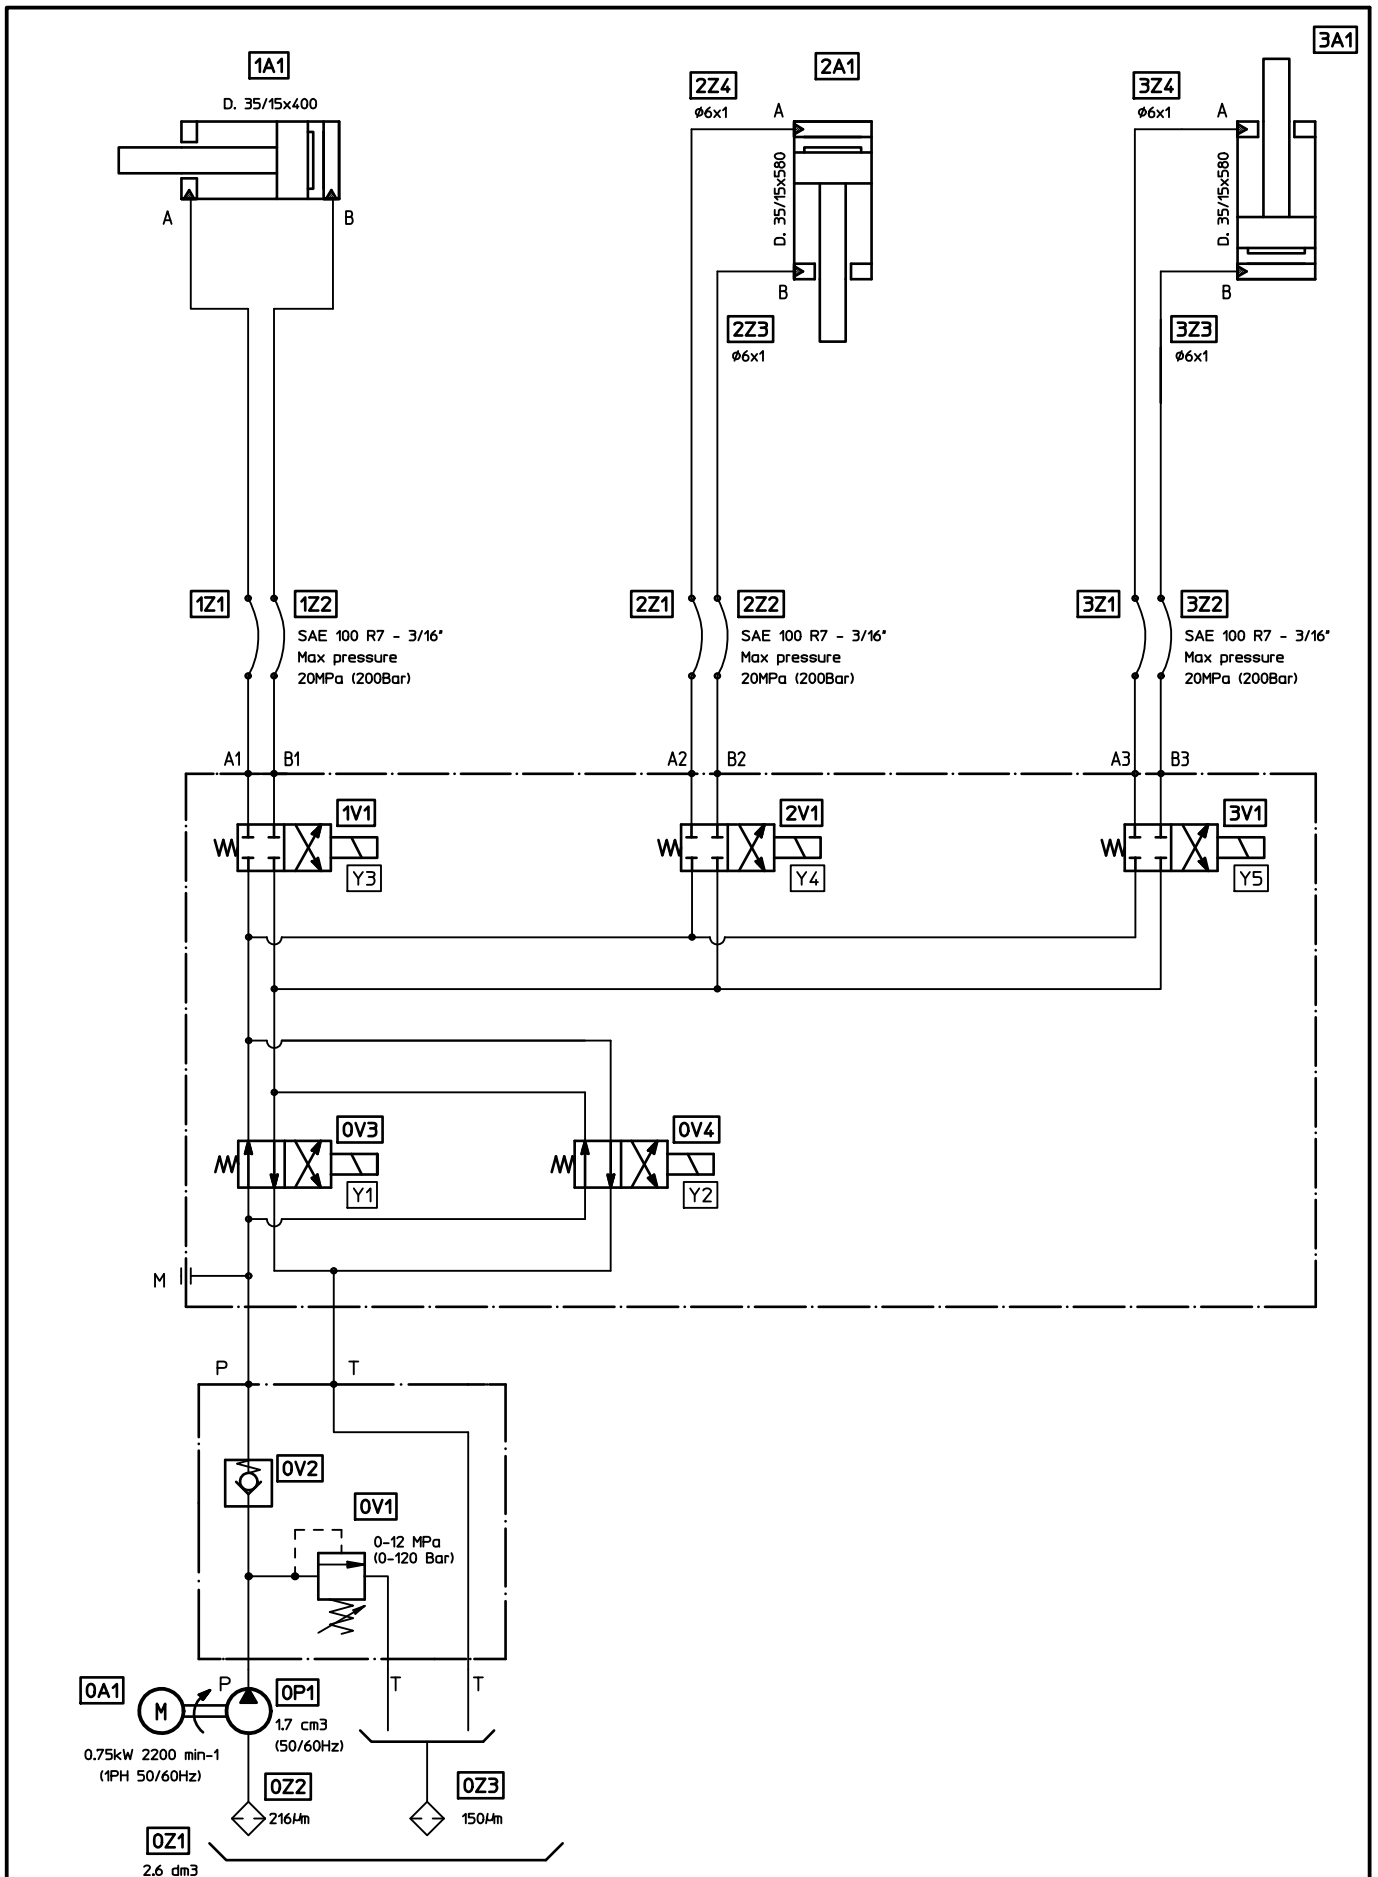 3A1
1A1
2A1
D. 35/15x400
2Z4
ø6x1
A
3Z4
ø6x1
A
D. 35/15x580
D. 35/15x580
A
B
B
B
2Z3
ø6x1
3Z3
ø6x1
1Z1
1Z2
2Z1
2Z2
3Z1
3Z2
SAE 100 R7 - 3/16"
Max pressure
20MPa (200Bar)
SAE 100 R7 - 3/16"
Max pressure
20MPa (200Bar)
SAE 100 R7 - 3/16"
Max pressure
20MPa (200Bar)
A1
B1
A2
B2
A3
B3
1V1
2V1
3V1
Y3
Y4
Y5
0V3
0V4
Y1
Y2
M
P
T
0V2
0V1
0-12 MPa
(0-120 Bar)
P
T
T
0A1
M
0P1
1.7 cm3
(50/60Hz)
0.75kW 2200 min-1
(1PH 50/60Hz)
0Z2
216µm
0Z3
150µm
0Z1
2.6 dm3